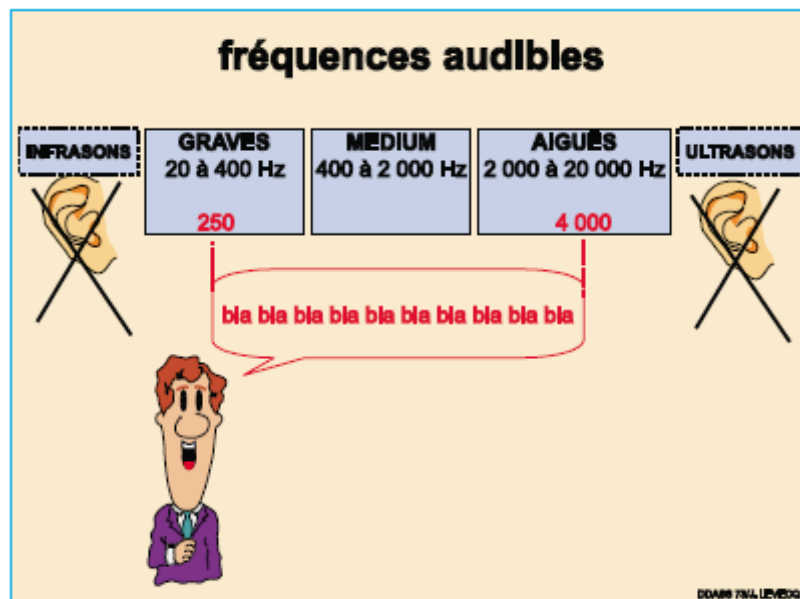 fréquences audibles
INFRASONS
GRAVES
20 à 400 Hz
250
MEDIUM
400 à 2 000 Hz
AIGUËS
2 000 à 20 000 Hz
4 000
ULTRASONS
bla bla bla bla bla bla bla bla bla bla